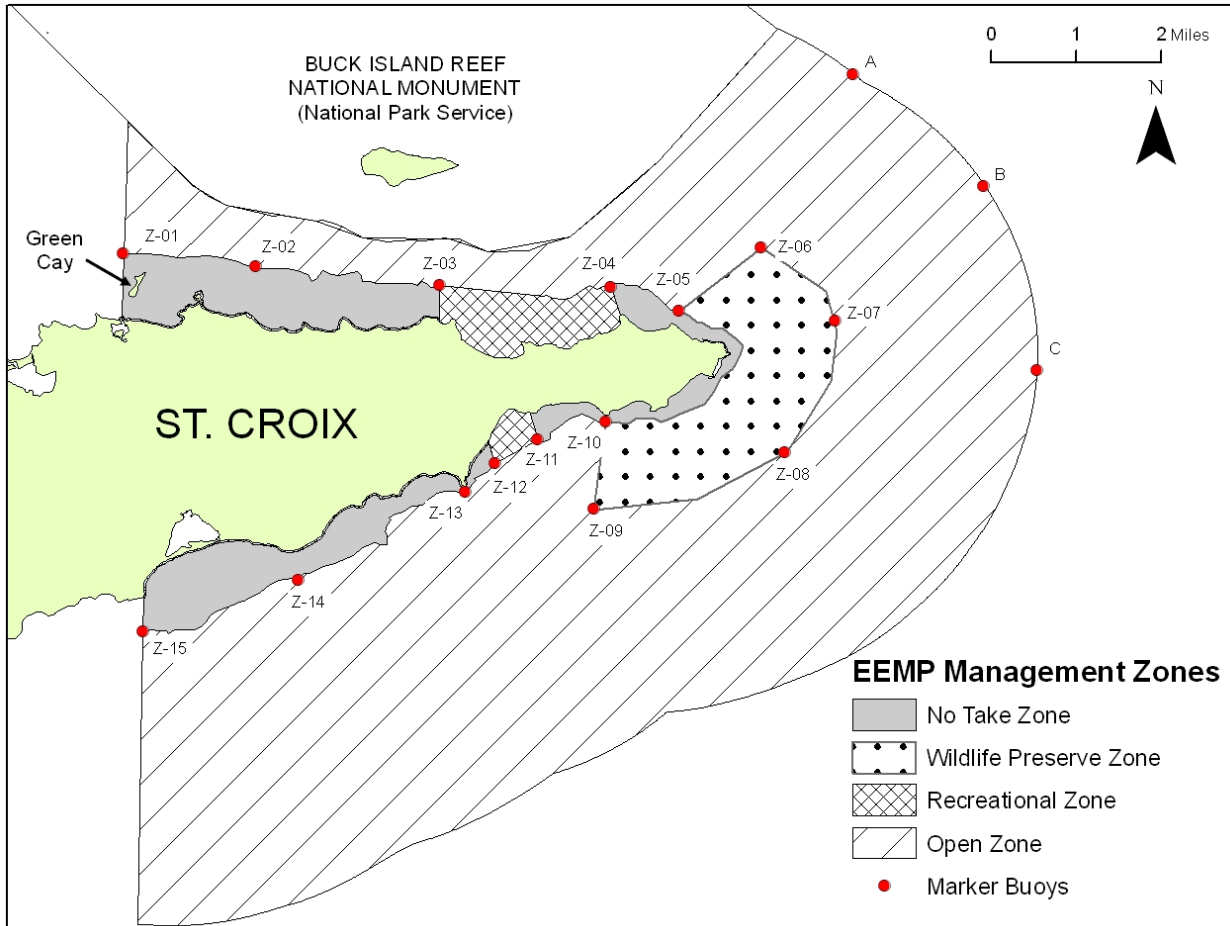 BUCK ISLAND REEF
NATIONAL MONUMENT
(National Park Service)
0 1 2 Miles
N
A
B
C
Green
Cay
Z-01
Z-02
Z-03
Z-04
Z-05
Z-06
Z-07
ST. CROIX
Z-10
Z-11
Z-12
Z-08
Z-13
Z-09
Z-14
Z-15
EEMP Management Zones
No Take Zone
Wildlife Preserve Zone
Recreational Zone
Open Zone
Marker Buoys